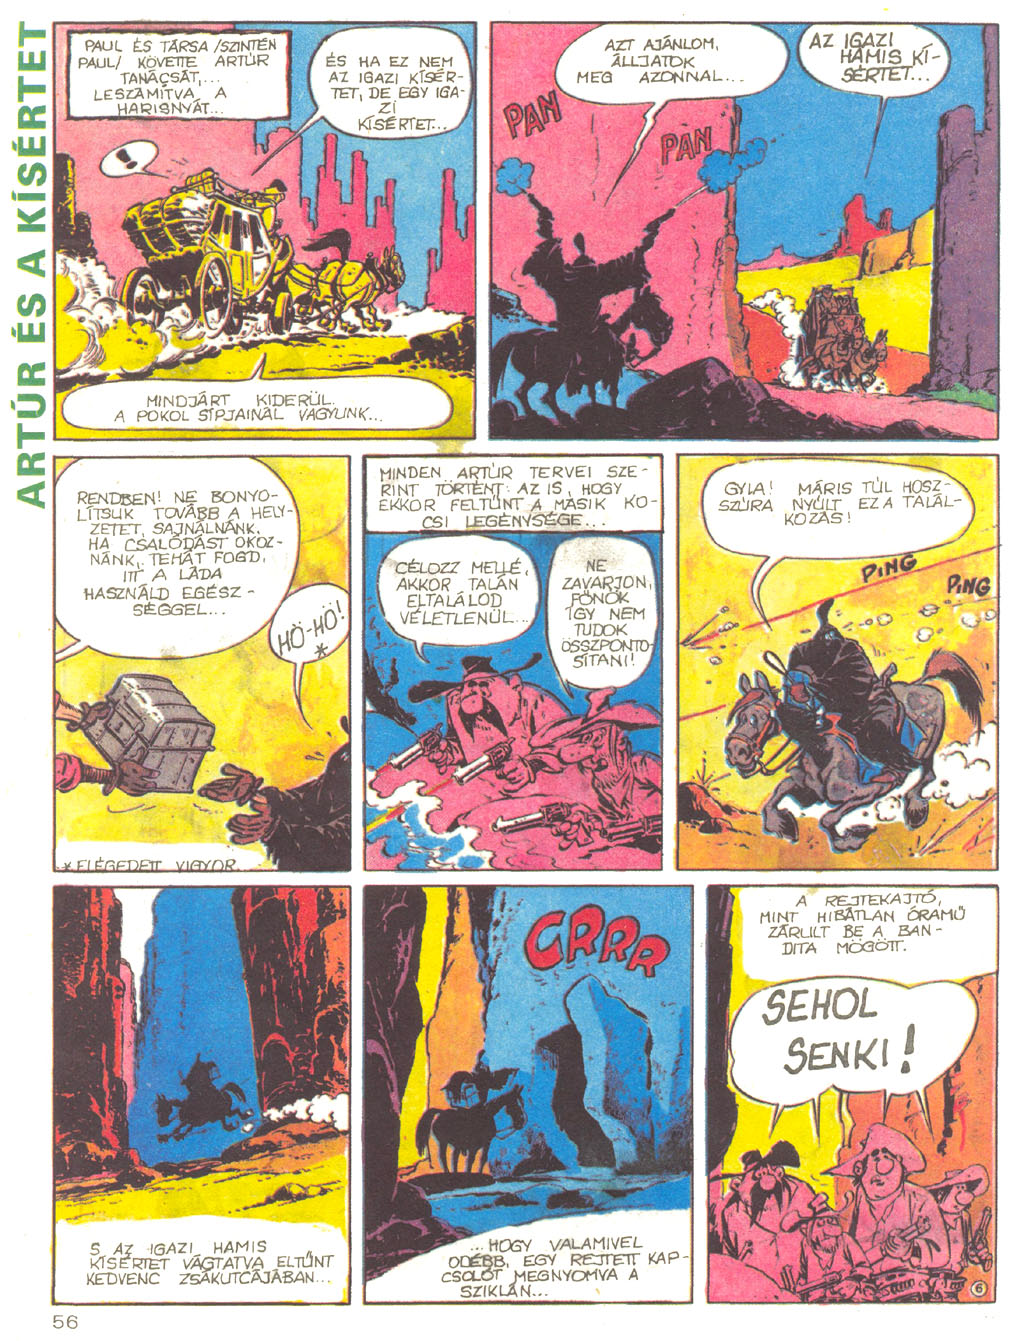 ARTÚR ÉS A KÍSÉRTET
PAUL ÉS TÁRSA /SZINTÉN
PAUL/ KÖVETTE ARTÚR
TANÁCSÁT,...
LESZÁMÍTVA A
HARISNYÁT...
ÉS HA EZ NEM
AZ IGAZI KÍSÉR-
TET, DE EGY IGA-
ZI
KÍSÉRTET...
!
MINDJÁRT KIDERÜL.
A POKOL SÍPJAINÁL VAGYUNK...
AZT AJÁNLOM,
ÁLLJATOK
MEG AZONNAL...
AZ IGAZI
HAMIS KÍ-
SÉRTET...
PAN
PAN
RENDBEN! NE BONYO-
LÍTSUK TOVÁBB A HELY-
ZETET, SAJNÁLNÁNK,
HA CSALÓDÁST OKOZ-
NÁNK, TEHÁT FOGD,
ITT A LÁDA
HASZNÁLD EGÉSZ-
SÉGGEL...
HÖ-HÖ!
*
* ELÉGEDETT VIGYOR
MINDEN ARTÚR TERVEI SZE-
RINT TÖRTÉNT: AZ IS, HOGY
EKKOR FELTŰNT A MÁSIK KO-
CSI LEGÉNYSÉGE...
CÉLOZZ MELLÉ,
AKKOR TALÁN
ELTALÁLOD
VÉLETLENÜL...
NE
ZAVARJON,
FŐNÖK
ÍGY NEM
TUDOK
ÖSSZPONTO-
SÍTANI!
GYIA! MÁRIS TÚL HOSZ-
SZÚRA NYÚLT EZ A TALÁL-
KOZÁS!
PING
PING
S AZ IGAZI HAMIS
KÍSÉRTET VÁGTATVA ELTŰNT
KEDVENC ZSÁKUTCÁJÁBAN...
GRRR
...HOGY VALAMIVEL
ODÉBB, EGY REJTETT KAP-
CSOLÓT MEGNYOMVA A
SZIKLÁN...
A REJTEKAJTÓ,
MINT HIBÁTLAN ÓRAMŰ
ZÁRULT BE A BAN-
DITA MÖGÖTT.
SEHOL
SENKI!
6
56